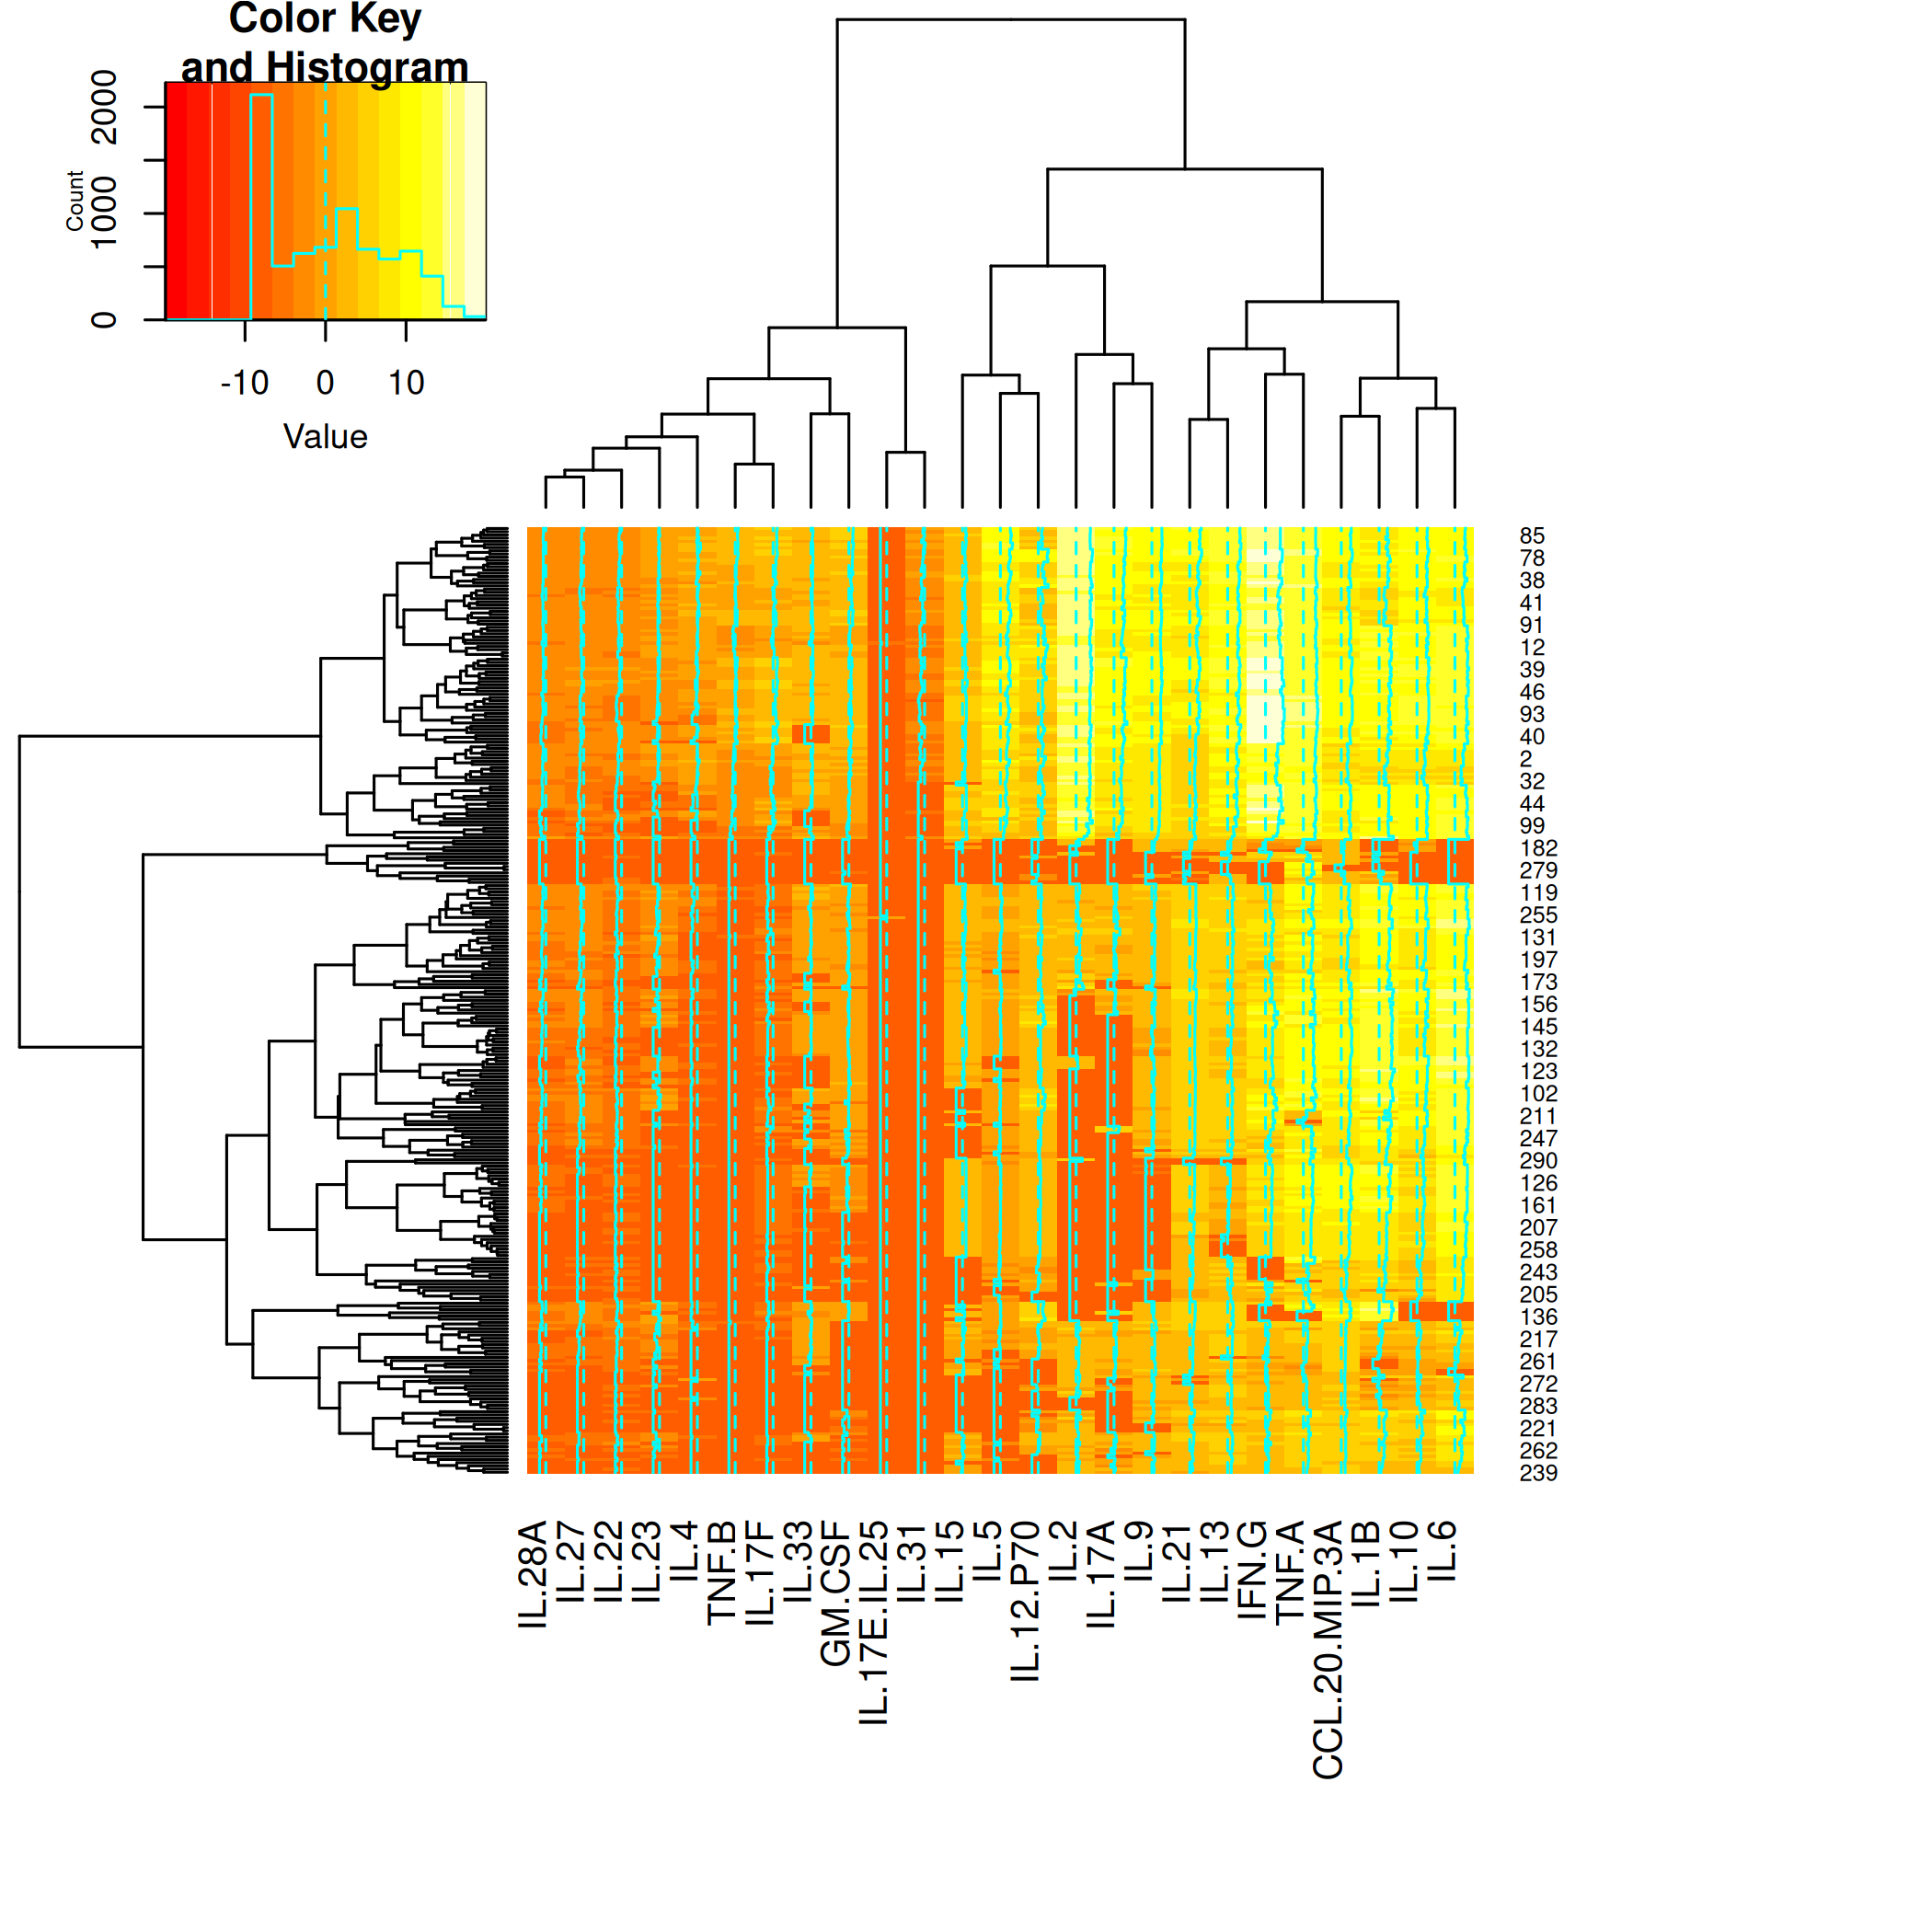 Color Key
and Histogram
Count
0
1000
2000
-10
0
10
Value
85
78
38
41
91
12
39
46
93
40
2
32
44
99
182
279
119
255
131
197
173
156
145
132
123
102
211
247
290
126
161
207
258
243
205
136
217
261
272
283
221
262
239
IL.28A
IL.27
IL.22
IL.23
IL.4
TNF.B
IL.17F
IL.33
GM.CSF
IL.17E.IL.25
IL.31
IL.15
IL.5
IL.12.P70
IL.2
IL.17A
IL.9
IL.21
IL.13
IFN.G
TNF.A
CCL.20.MIP.3A
IL.1B
IL.10
IL.6